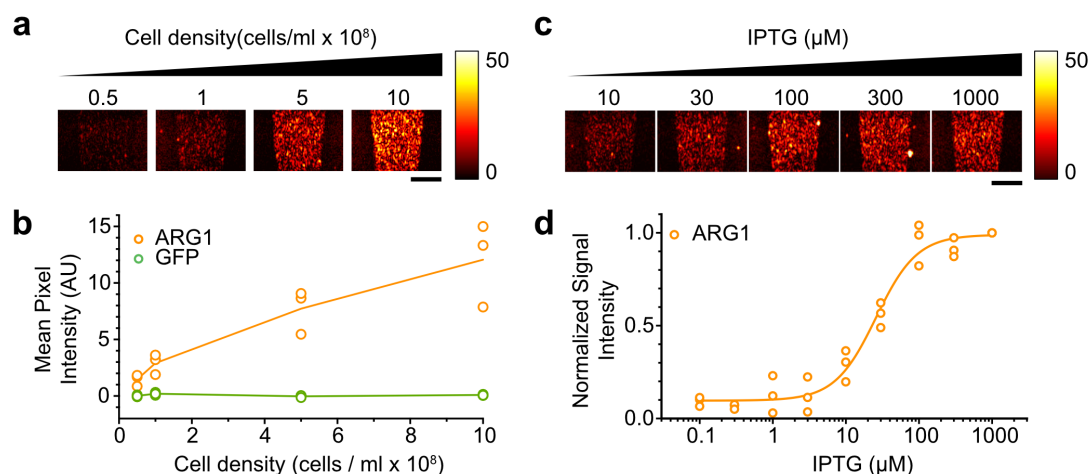 a
Cell density(cells/ml x 10⁸)
0.5 1 5 10
50
0
b
ARG1
GFP
Mean Pixel
Intensity (AU)
15
10
5
0
0 2 4 6 8 10
Cell density (cells / ml x 10⁸)
c
IPTG (µM)
10 30 100 300 1000
50
0
d
ARG1
Normalized Signal
Intensity
1.0
0.5
0.0
0.1 1 10 100 1000
IPTG (µM)